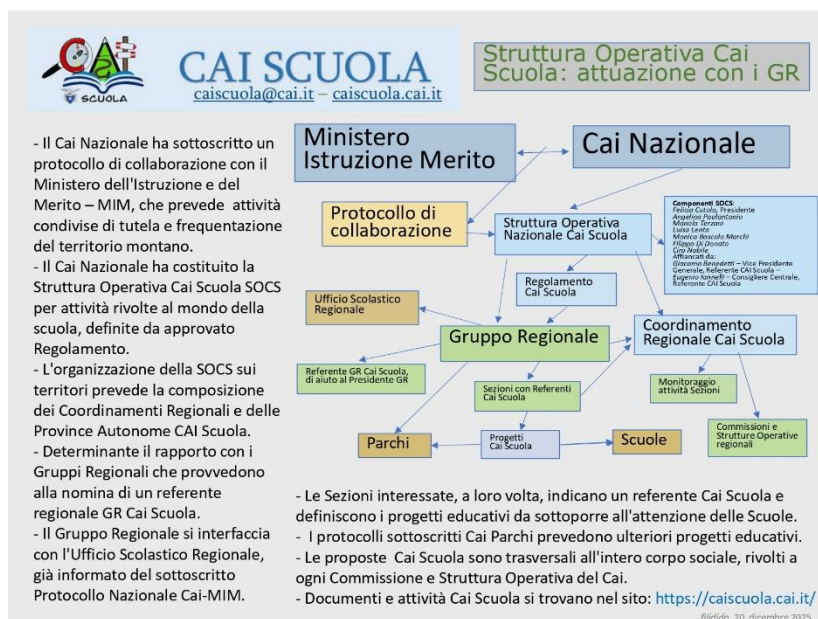 SCUOLA
CAI SCUOLA
caiscuola@cai.it – caiscuola.cai.it
Struttura Operativa Cai
Scuola: attuazione con i GR
- Il Cai Nazionale ha sottoscritto un
protocollo di collaborazione con il
Ministero dell'Istruzione e del
Merito – MIM, che prevede attività
condivise di tutela e frequentazione
del territorio montano.
- Il Cai Nazionale ha costituito la
Struttura Operativa Cai Scuola SOCS
per attività rivolte al mondo della
scuola, definite da approvato
Regolamento.
- L'organizzazione della SOCS sui
territori prevede la composizione
dei Coordinamenti Regionali e delle
Province Autonome CAI Scuola.
- Determinante il rapporto con i
Gruppi Regionali che provvedono
alla nomina di un referente
regionale GR Cai Scuola.
- Il Gruppo Regionale si interfaccia
con l'Ufficio Scolastico Regionale,
già informato del sottoscritto
Protocollo Nazionale Cai-MIM.
Ministero
Istruzione Merito
Cai Nazionale
Protocollo di
collaborazione
Struttura Operativa
Nazionale Cai Scuola
Componenti SOCS:
Felicia Cutolo, Presidente
Angelina Paolantonio
Manola Terzani
Luisa Lenta
Monica Boscolo Marchi
Filippo Di Donato
Ciro Nobile
Affiancati da:
Giacomo Benedetti – Vice Presidente
Generale, Referente CAI Scuola –
Eugenio Iannelli – Consigliere Centrale,
Referente CAI Scuola
Regolamento
Cai Scuola
Ufficio Scolastico
Regionale
Gruppo Regionale
Coordinamento
Regionale Cai Scuola
Referente GR Cai Scuola,
di aiuto al Presidente GR
Sezioni con Referenti
Cai Scuola
Monitoraggio
attività Sezioni
Parchi
Progetti
Cai Scuola
Scuole
Commissioni e
Strutture Operative
regionali
- Le Sezioni interessate, a loro volta, indicano un referente Cai Scuola e
definiscono i progetti educativi da sottoporre all'attenzione delle Scuole.
- I protocolli sottoscritti Cai Parchi prevedono ulteriori progetti educativi.
- Le proposte Cai Scuola sono trasversali all'intero corpo sociale, rivolti a
ogni Commissione e Struttura Operativa del Cai.
- Documenti e attività Cai Scuola si trovano nel sito: https://caiscuola.cai.it/
filidido, 20, dicembre 2025